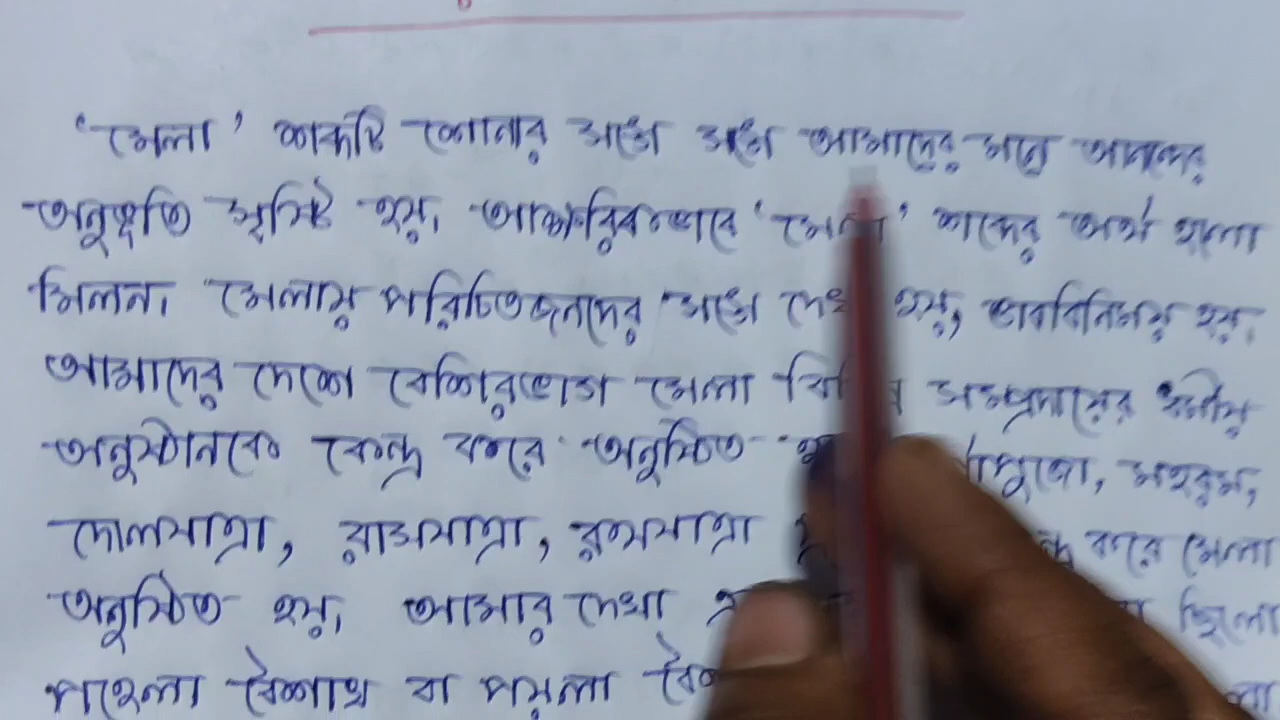 'মেলা' শব্দটি শোনার সঙ্গে সঙ্গে আমাদের মনে আনন্দের
অনুভূতি সৃষ্টি হয়। আক্ষরিকভাবে 'মেলা' শব্দের অর্থ হলো
মিলন। মেলায় পরিচিতজনদের সঙ্গে দেখা হয়, ভাববিনিময় হয়।
আমাদের দেশে বেশিরভাগ মেলা সম্প্রদায়ের ধর্মীয়
অনুষ্ঠানকে কেন্দ্র করে অনুষ্ঠিত মহরম,
দোলযাত্রা, রাসযাত্রা, রথযাত্রা করে মেলা
অনুষ্ঠিত হয়। আমার দেখা ছিলো
পহেলা বৈশাখ বা পয়লা